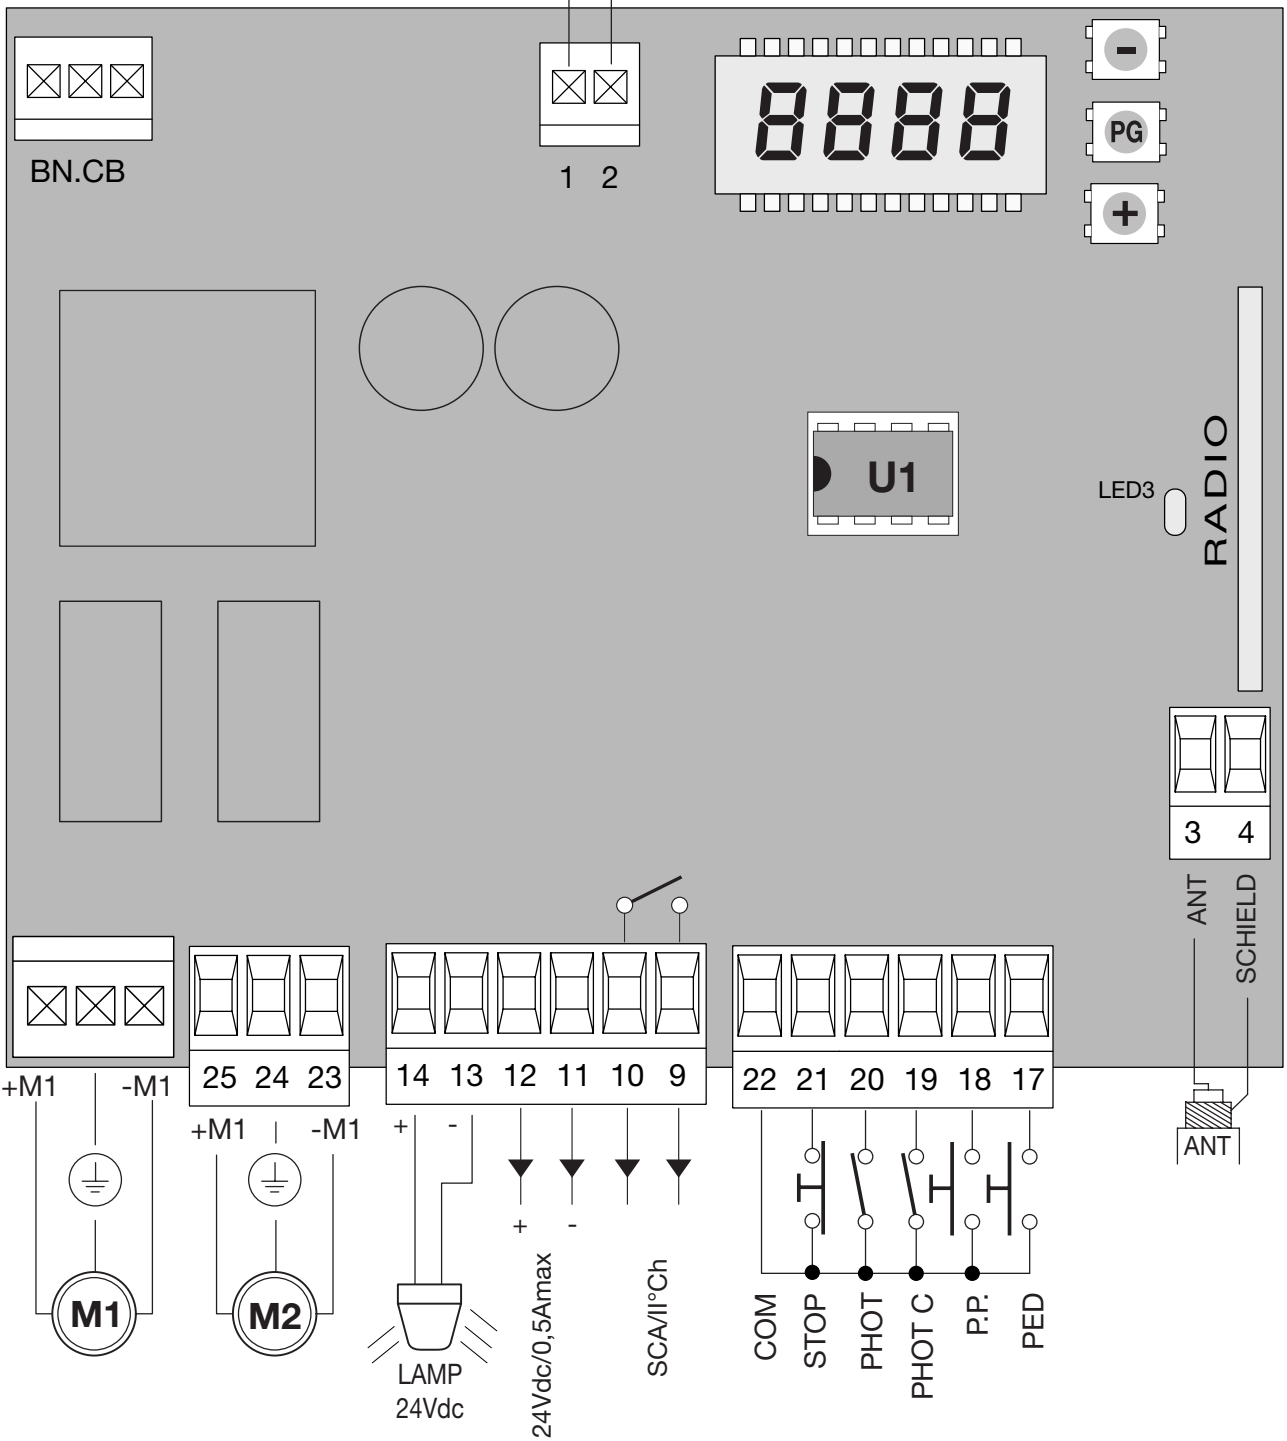 BN.CB
1 2
8888
-
PG
+
U1
LED3
RADIO
3 4
ANT
SCHIELD
ANT
+M1 -M1
25 24 23
+M1 -M1
14 13 12 11 10 9
+ -
+ -
22 21 20 19 18 17
M1
M2
LAMP
24Vdc
24Vdc/0,5Amax
SCA/II°Ch
COM
STOP
PHOT
PHOT C
P.P.
PED